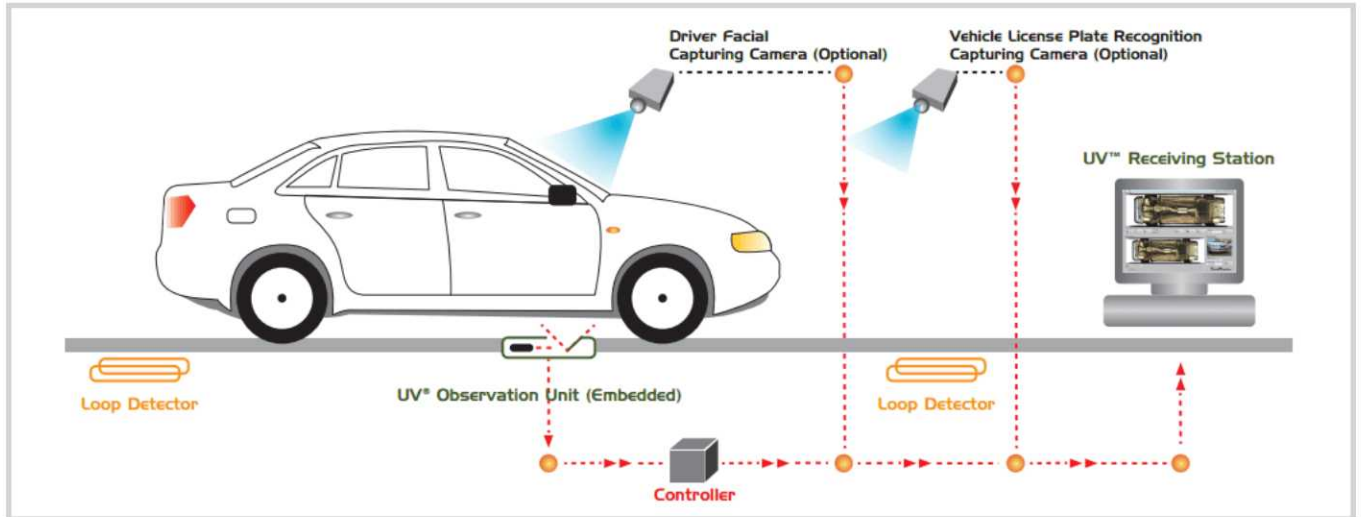 Driver Facial
Capturing Camera (Optional)
Vehicle License Plate Recognition
Capturing Camera (Optional)
UV™ Receiving Station
Loop Detector
UV® Observation Unit (Embedded)
Loop Detector
Controller